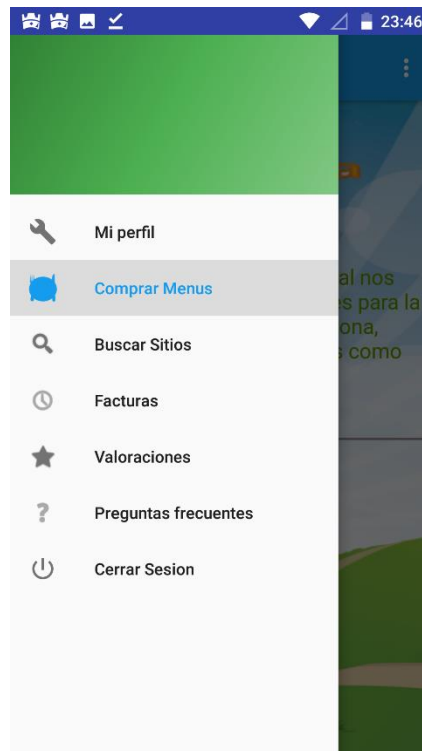 23:46
Mi perfil
Comprar Menus
al nos
es para la
ona,
s como
Buscar Sitios
Facturas
Valoraciones
Preguntas frecuentes
Cerrar Sesion